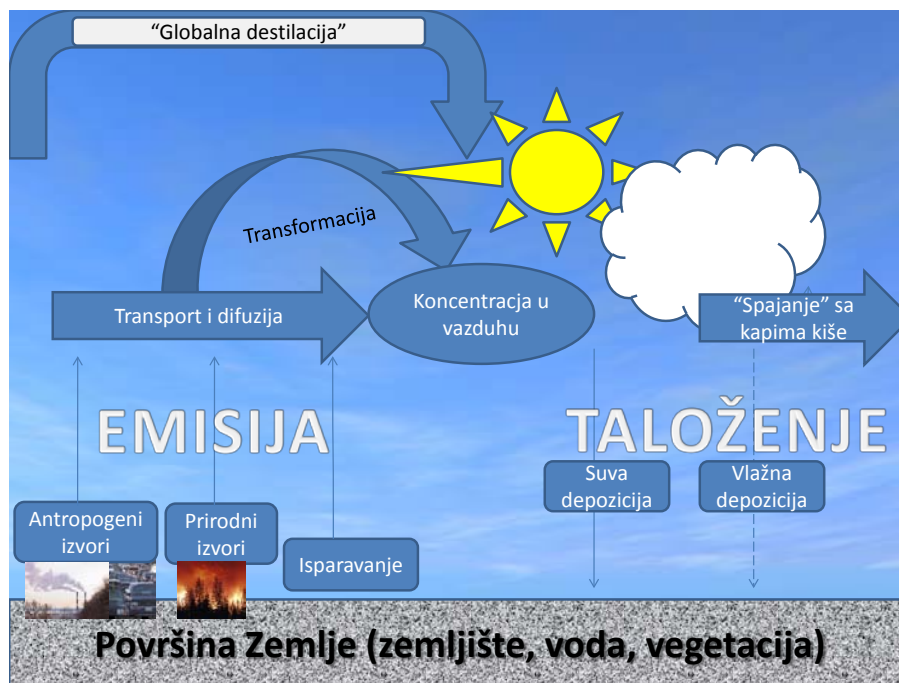 “Globalna destilacija”
Transformacija
Transport i difuzija
Koncentracja u
vazduhu
“Spajanje” sa
kapima kiše
EMISIJA
TALOŽENJE
Antropogeni
izvori
Prirodni
izvori
Isparavanje
Suva
depozicija
Vlažna
depozicija
Površina Zemlje (zemljište, voda, vegetacija)